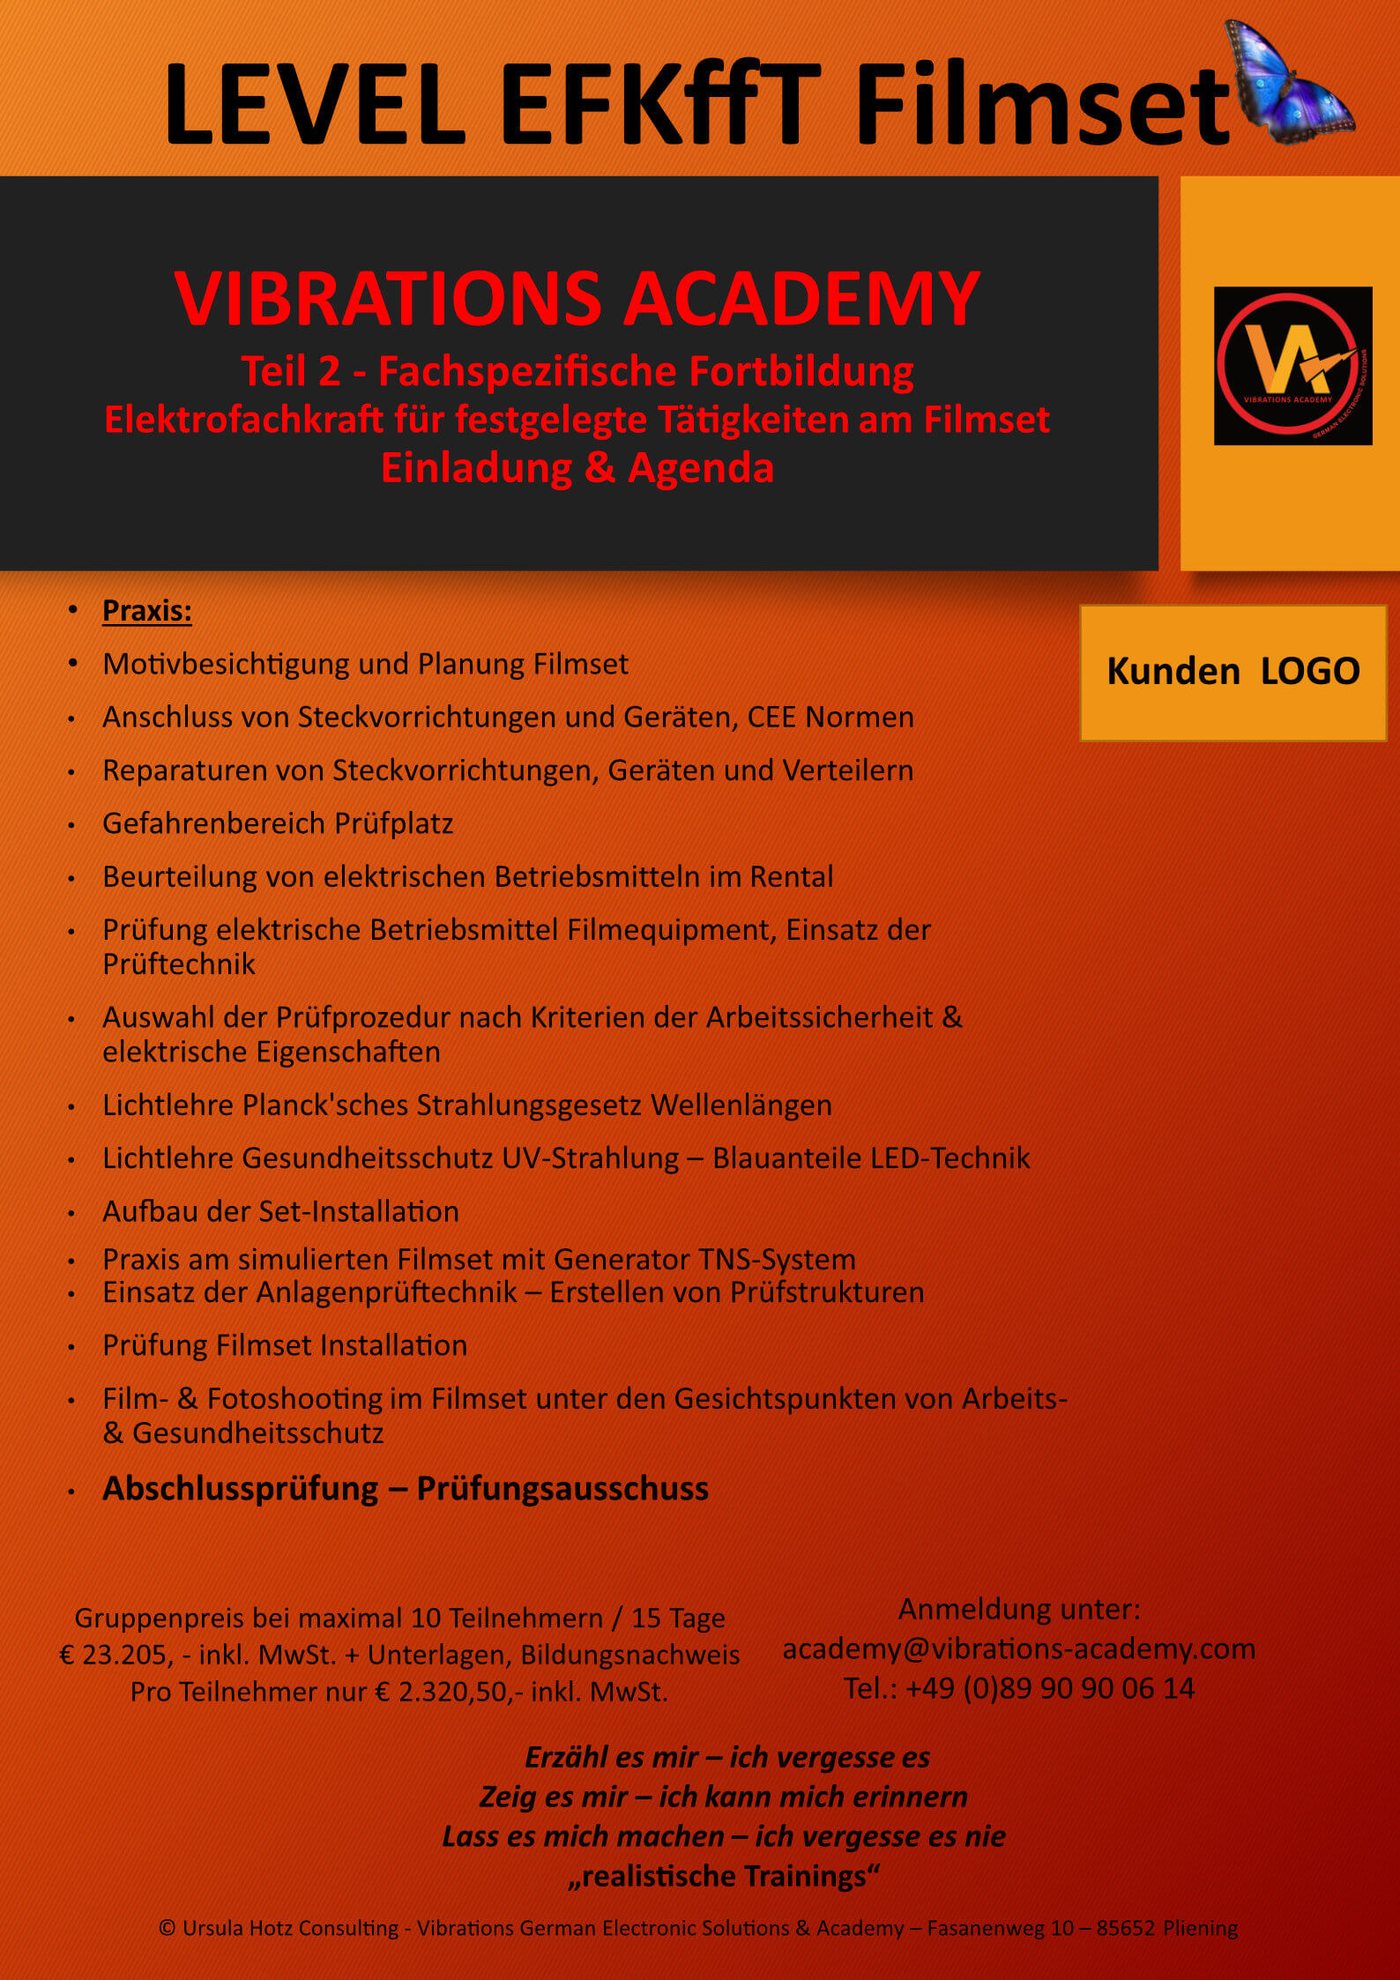 LEVEL EFKffT Filmset
VIBRATIONS ACADEMY
Teil 2 - Fachspezifische Fortbildung
Elektrofachkraft für festgelegte Tätigkeiten am Filmset
Einladung & Agenda
VA
VIBRATIONS ACADEMY
GERMAN ELECTRONIC SOLUTIONS
Kunden LOGO
• Praxis:
• Motivbesichtigung und Planung Filmset
• Anschluss von Steckvorrichtungen und Geräten, CEE Normen
• Reparaturen von Steckvorrichtungen, Geräten und Verteilern
• Gefahrenbereich Prüfplatz
• Beurteilung von elektrischen Betriebsmitteln im Rental
• Prüfung elektrische Betriebsmittel Filmequipment, Einsatz der
Prüftechnik
• Auswahl der Prüfprozedur nach Kriterien der Arbeitssicherheit &
elektrische Eigenschaften
• Lichtlehre Planck'sches Strahlungsgesetz Wellenlängen
• Lichtlehre Gesundheitsschutz UV-Strahlung – Blauanteile LED-Technik
• Aufbau der Set-Installation
• Praxis am simulierten Filmset mit Generator TNS-System
• Einsatz der Anlagenprüftechnik – Erstellen von Prüfstrukturen
• Prüfung Filmset Installation
• Film- & Fotoshooting im Filmset unter den Gesichtspunkten von Arbeits-
& Gesundheitsschutz
• Abschlussprüfung – Prüfungsausschuss
Gruppenpreis bei maximal 10 Teilnehmern / 15 Tage
€ 23.205, - inkl. MwSt. + Unterlagen, Bildungsnachweis
Pro Teilnehmer nur € 2.320,50,- inkl. MwSt.
Anmeldung unter:
academy@vibrations-academy.com
Tel.: +49 (0)89 90 90 06 14
Erzähl es mir – ich vergesse es
Zeig es mir – ich kann mich erinnern
Lass es mich machen – ich vergesse es nie
„realistische Trainings“
© Ursula Hotz Consulting - Vibrations German Electronic Solutions & Academy – Fasanenweg 10 – 85652 Pliening